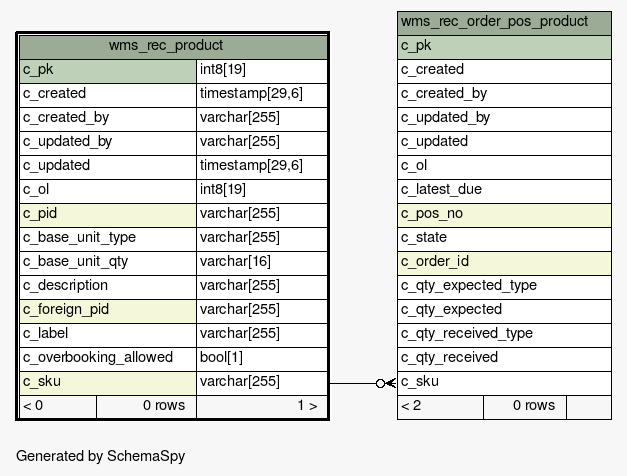 wms_rec_product
c_pk int8[19]
c_created timestamp[29,6]
c_created_by varchar[255]
c_updated_by varchar[255]
c_updated timestamp[29,6]
c_ol int8[19]
c_pid varchar[255]
c_base_unit_type varchar[255]
c_base_unit_qty varchar[16]
c_description varchar[255]
c_foreign_pid varchar[255]
c_label varchar[255]
c_overbooking_allowed bool[1]
c_sku varchar[255]
< 0 0 rows 1 >
wms_rec_order_pos_product
c_pk
c_created
c_created_by
c_updated_by
c_updated
c_ol
c_latest_due
c_pos_no
c_state
c_order_id
c_qty_expected_type
c_qty_expected
c_qty_received_type
c_qty_received
c_sku
< 2 0 rows
Generated by SchemaSpy